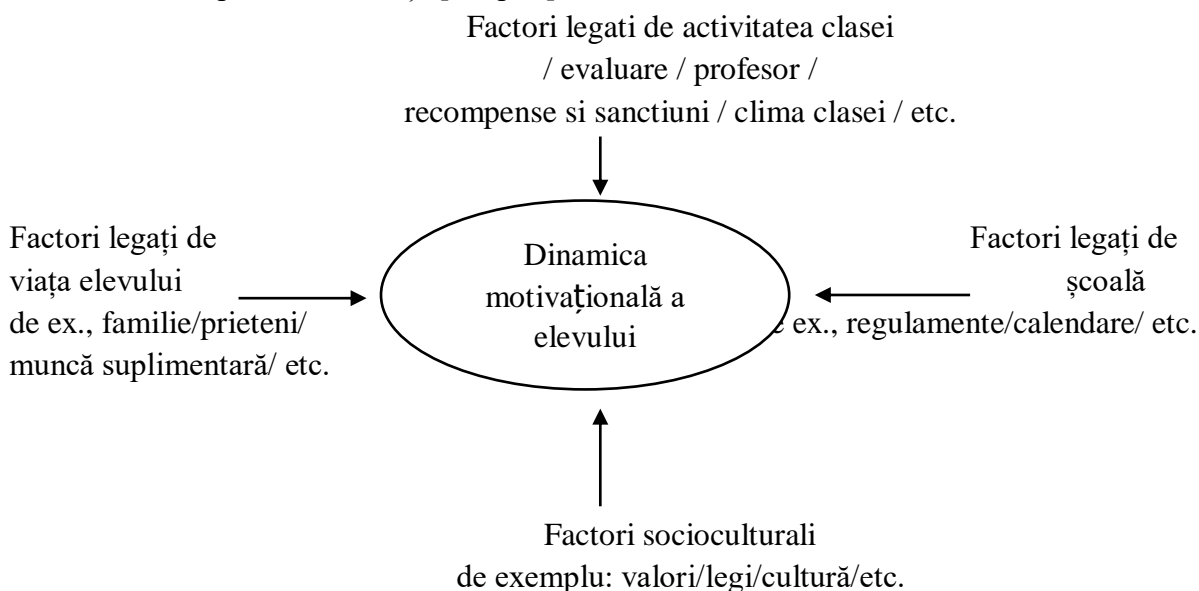 Factori legati de activitatea clasei
/ evaluare / profesor /
recompense si sanctiuni / clima clasei / etc.
Factori legați de
viața elevului
de ex., familie/prieteni/
muncă suplimentară/ etc.
Dinamica
motivațională a
elevului
Factori legați de
școală
ex., regulamente/calendare/ etc.
Factori socioculturali
de exemplu: valori/legi/cultură/etc.